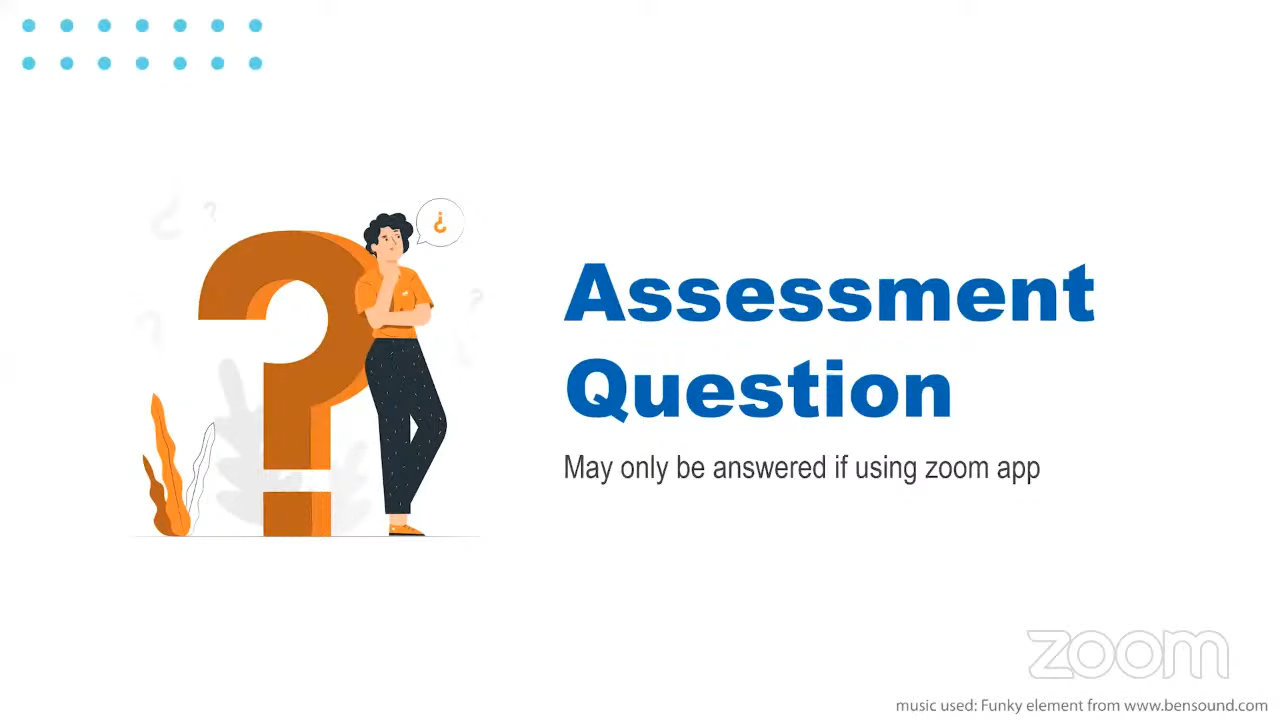 Assessment
Question
May only be answered if using zoom app
zoom
music used: Funky element from www.bensound.com